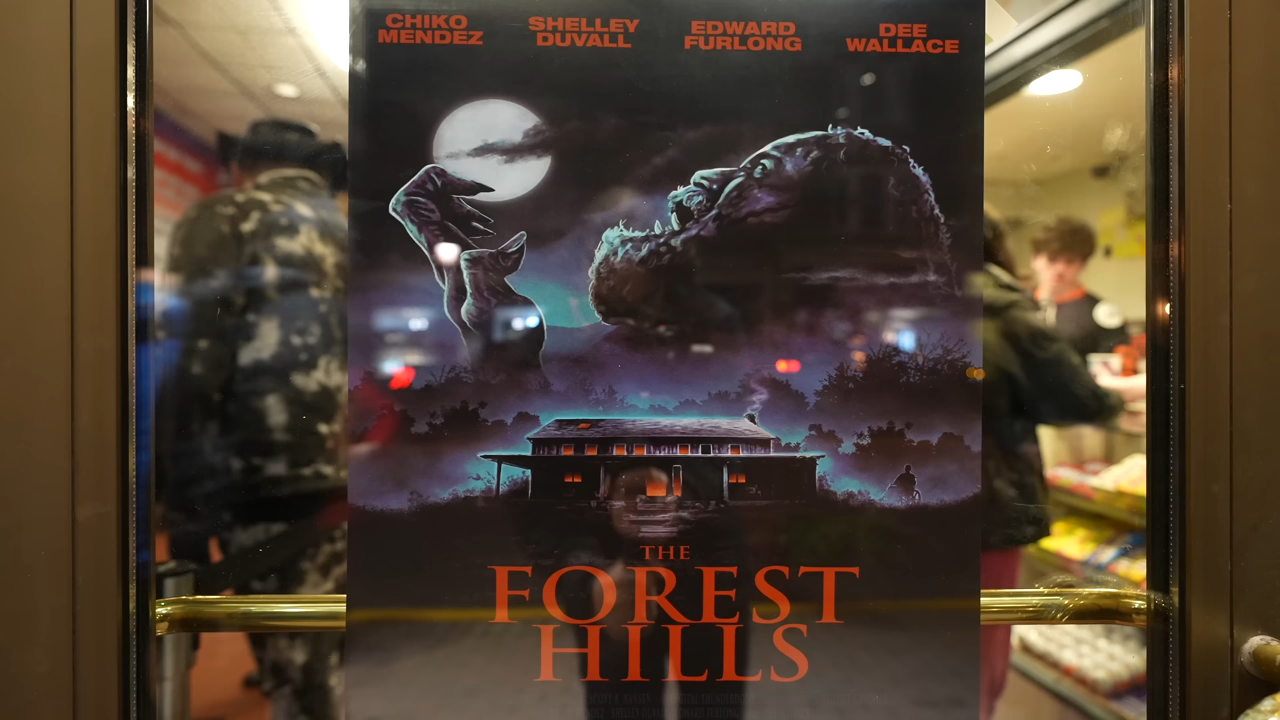 CHIKO
MENDEZ
SHELLEY
DUVALL
EDWARD
FURLONG
DEE
WALLACE
THE
FOREST
HILLS